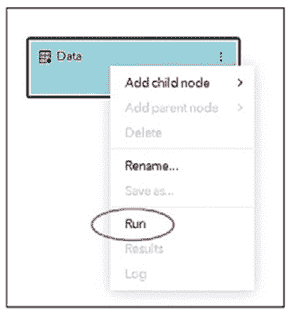 Data
Add child node
Add parent node
Delete
Rename...
Save as...
Run
Results
Log